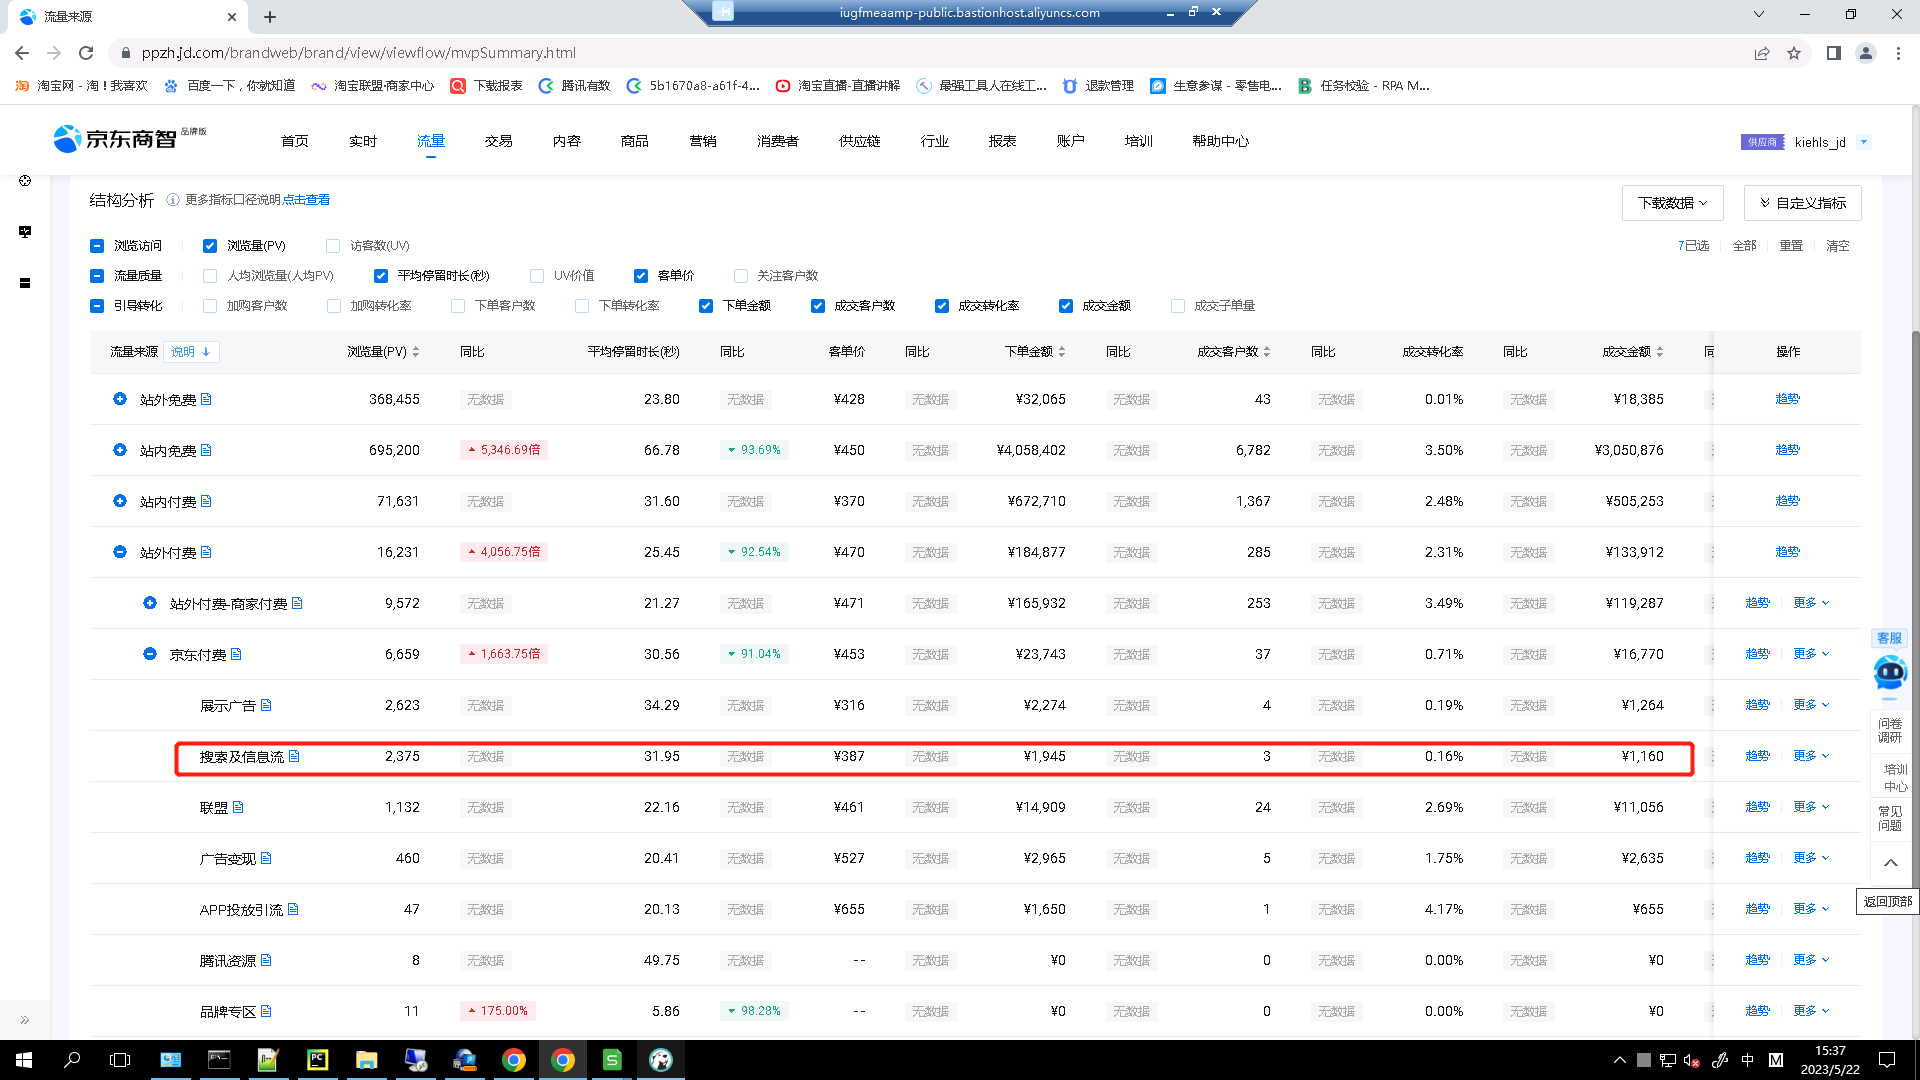 流量来源
iugfmeaamp-public.bastionhost.aliyuncs.com
ppzh.jd.com/brandweb/brand/view/viewflow/mvpSummary.html
淘宝网 - 淘！我喜欢 百度一下，你就知道 淘宝联盟·商家中心 下载报表 腾讯有数 5b1670a8-a61f-4... 淘宝直播-直播讲解 最强工具人在线工... 退款管理 生意参谋 - 零售电... 任务校验 - RPA M...
京东商智 品牌版 首页 实时 流量 交易 内容 商品 营销 消费者 供应链 行业 报表 账户 培训 帮助中心 供应商 kiehls_jd
结构分析 更多指标口径说明点击查看 下载数据 自定义指标
浏览访问 浏览量(PV) 访客数(UV) 7已选 全部 重置 清空
流量质量 人均浏览量(人均PV) 平均停留时长(秒) UV价值 客单价 关注客户数
引导转化 加购客户数 加购转化率 下单客户数 下单转化率 下单金额 成交客户数 成交转化率 成交金额 成交子单量
流量来源 说明 浏览量(PV) 同比 平均停留时长(秒) 同比 客单价 同比 下单金额 同比 成交客户数 同比 成交转化率 同比 成交金额 操作
站外免费 368,455 无数据 23.80 无数据 ¥428 无数据 ¥32,065 无数据 43 无数据 0.01% 无数据 ¥18,385 趋势
站内免费 695,200 5,346.69倍 66.78 93.69% ¥450 无数据 ¥4,058,402 无数据 6,782 无数据 3.50% 无数据 ¥3,050,876 趋势
站内付费 71,631 无数据 31.60 无数据 ¥370 无数据 ¥672,710 无数据 1,367 无数据 2.48% 无数据 ¥505,253 趋势
站外付费 16,231 4,056.75倍 25.45 92.54% ¥470 无数据 ¥184,877 无数据 285 无数据 2.31% 无数据 ¥133,912 趋势
站外付费-商家付费 9,572 无数据 21.27 无数据 ¥471 无数据 ¥165,932 无数据 253 无数据 3.49% 无数据 ¥119,287 趋势 更多
京东付费 6,659 1,663.75倍 30.56 91.04% ¥453 无数据 ¥23,743 无数据 37 无数据 0.71% 无数据 ¥16,770 趋势 更多
展示广告 2,623 无数据 34.29 无数据 ¥316 无数据 ¥2,274 无数据 4 无数据 0.19% 无数据 ¥1,264 趋势 更多
搜索及信息流 2,375 无数据 31.95 无数据 ¥387 无数据 ¥1,945 无数据 3 无数据 0.16% 无数据 ¥1,160 趋势 更多
联盟 1,132 无数据 22.16 无数据 ¥461 无数据 ¥14,909 无数据 24 无数据 2.69% 无数据 ¥11,056 趋势 更多
广告变现 460 无数据 20.41 无数据 ¥527 无数据 ¥2,965 无数据 5 无数据 1.75% 无数据 ¥2,635 趋势 更多
APP投放引流 47 无数据 20.13 无数据 ¥655 无数据 ¥1,650 无数据 1 无数据 4.17% 无数据 ¥655 趋势 更多
腾讯资源 8 无数据 49.75 无数据 -- 无数据 ¥0 无数据 0 无数据 0.00% 无数据 ¥0 趋势 更多
品牌专区 11 175.00% 5.86 98.28% -- 无数据 ¥0 无数据 0 无数据 0.00% 无数据 ¥0 趋势 更多
客服
问卷
调研
培训
中心
常见
问题
返回顶部
中 M
15:37
2023/5/22